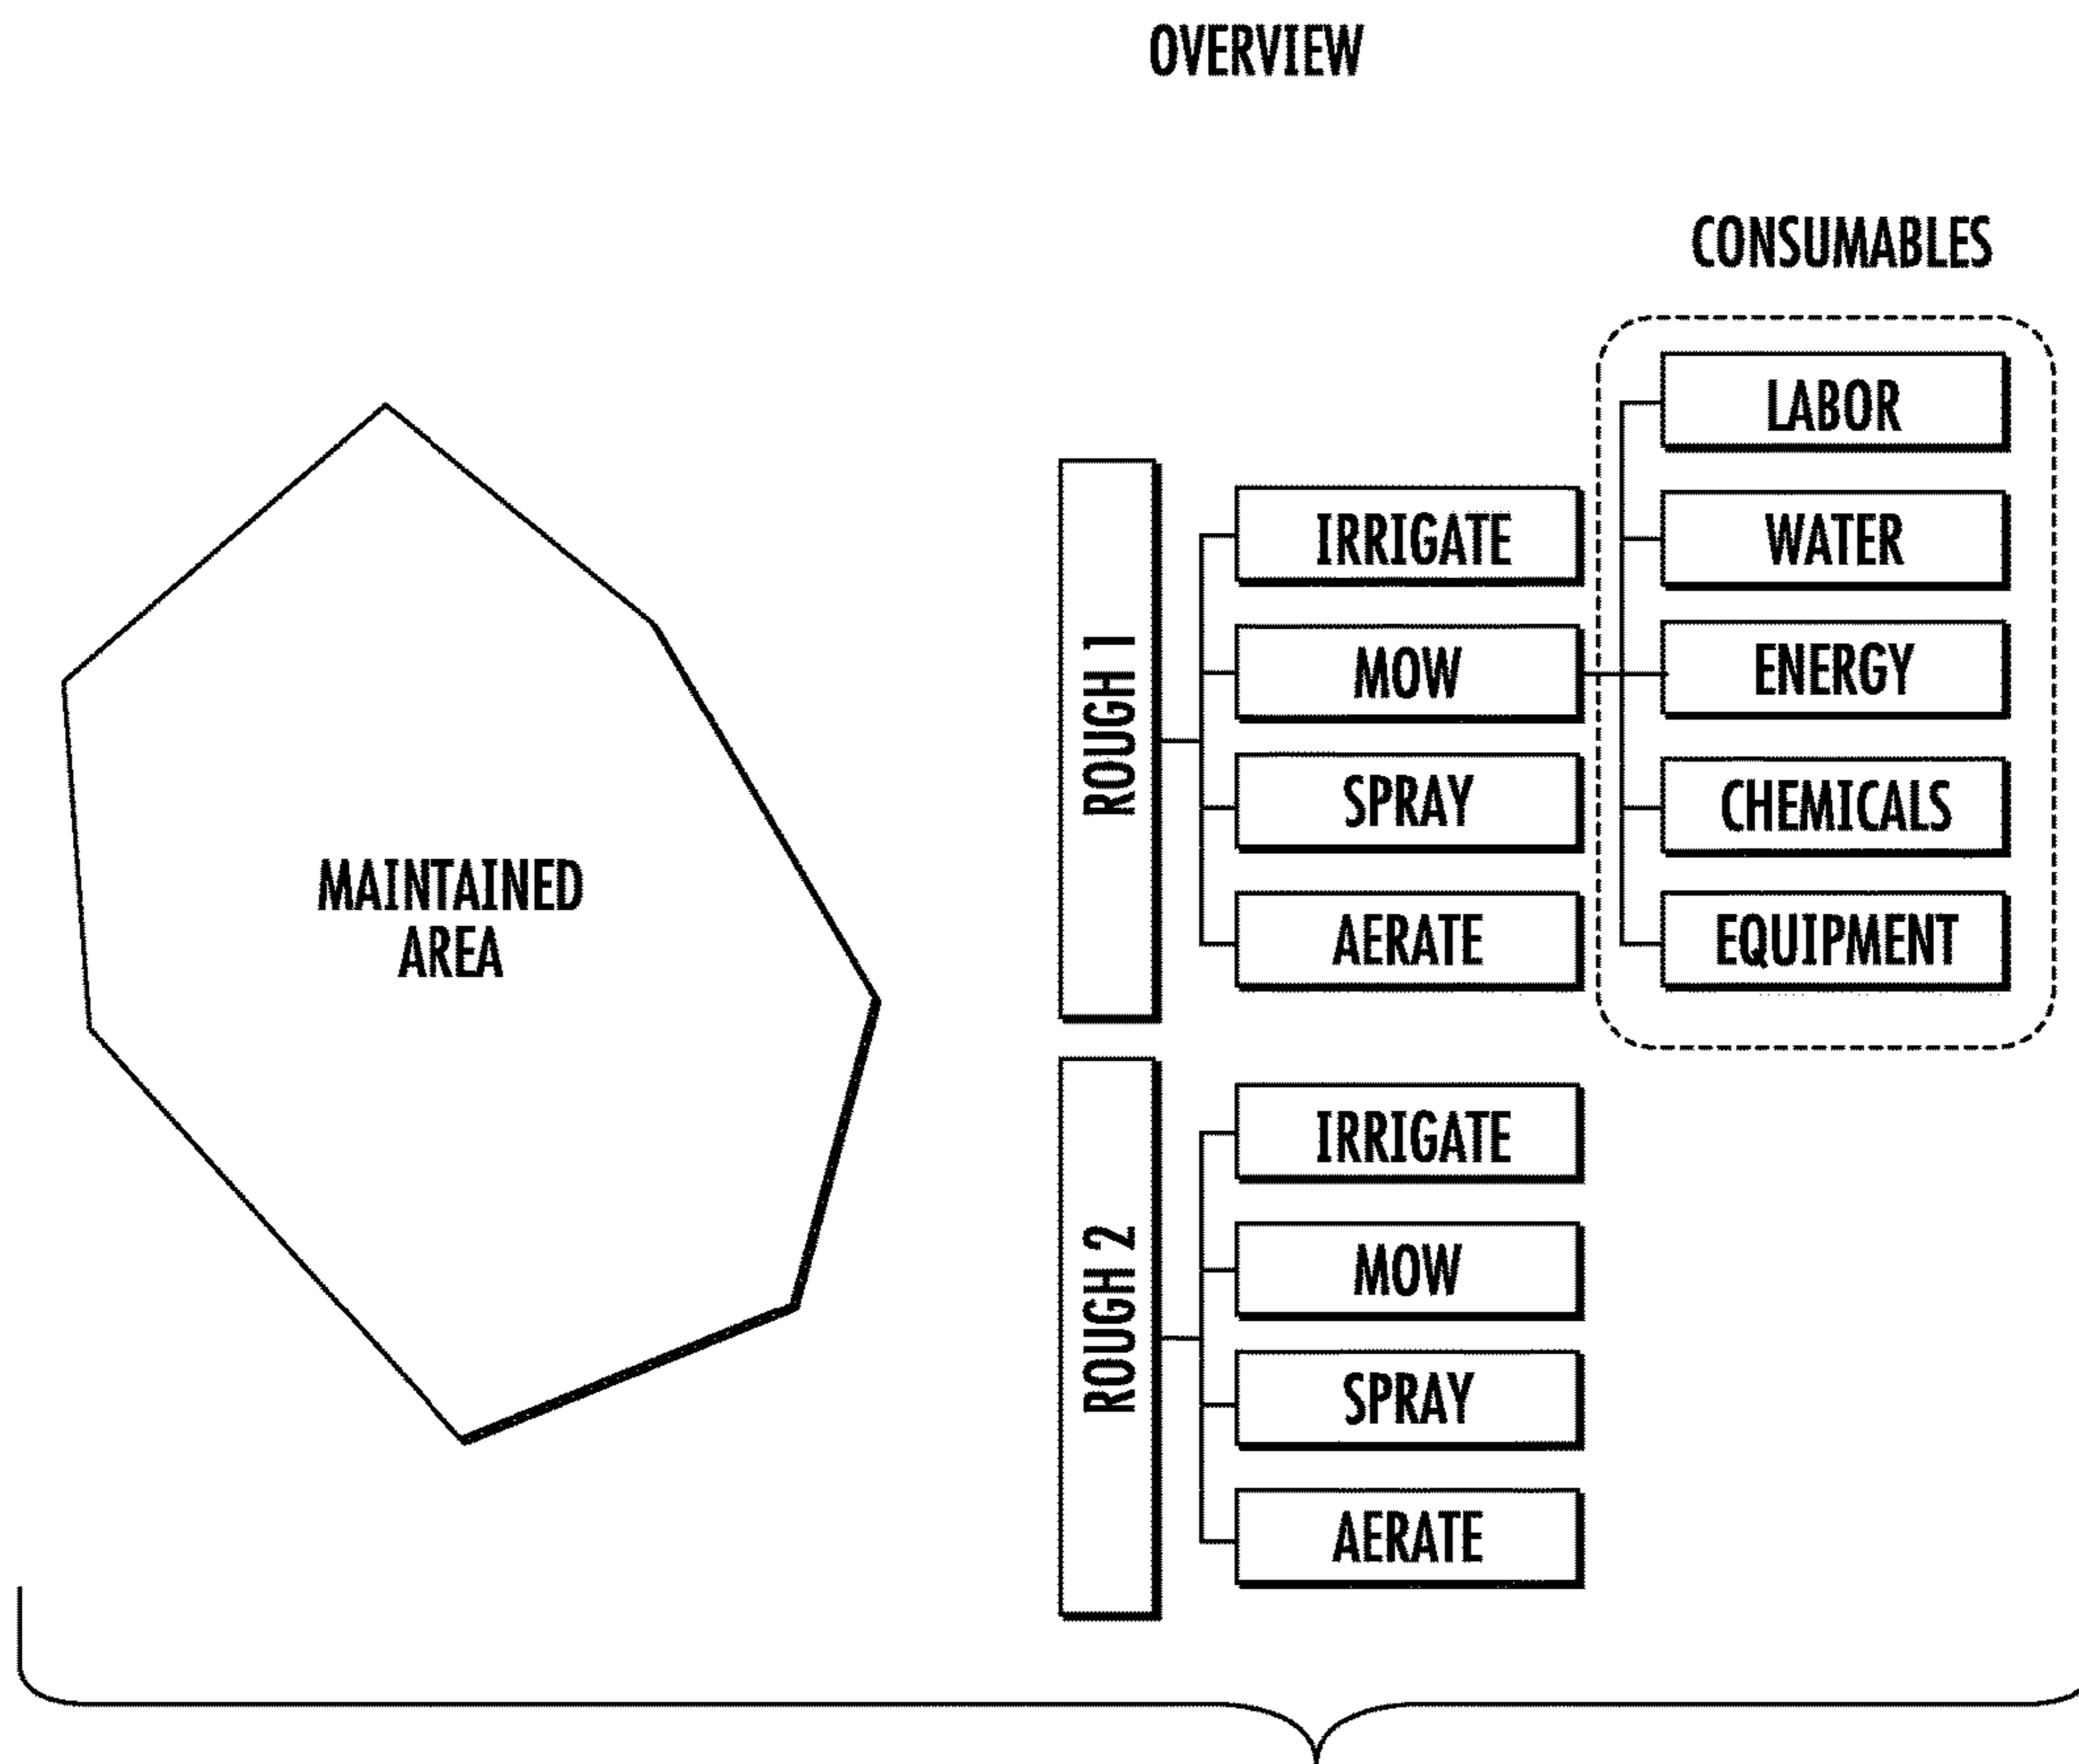 OVERVIEW
CONSUMABLES
MAINTAINED
AREA
ROUGH 1
IRRIGATE
MOW
SPRAY
AERATE
LABOR
WATER
ENERGY
CHEMICALS
EQUIPMENT
ROUGH 2
IRRIGATE
MOW
SPRAY
AERATE